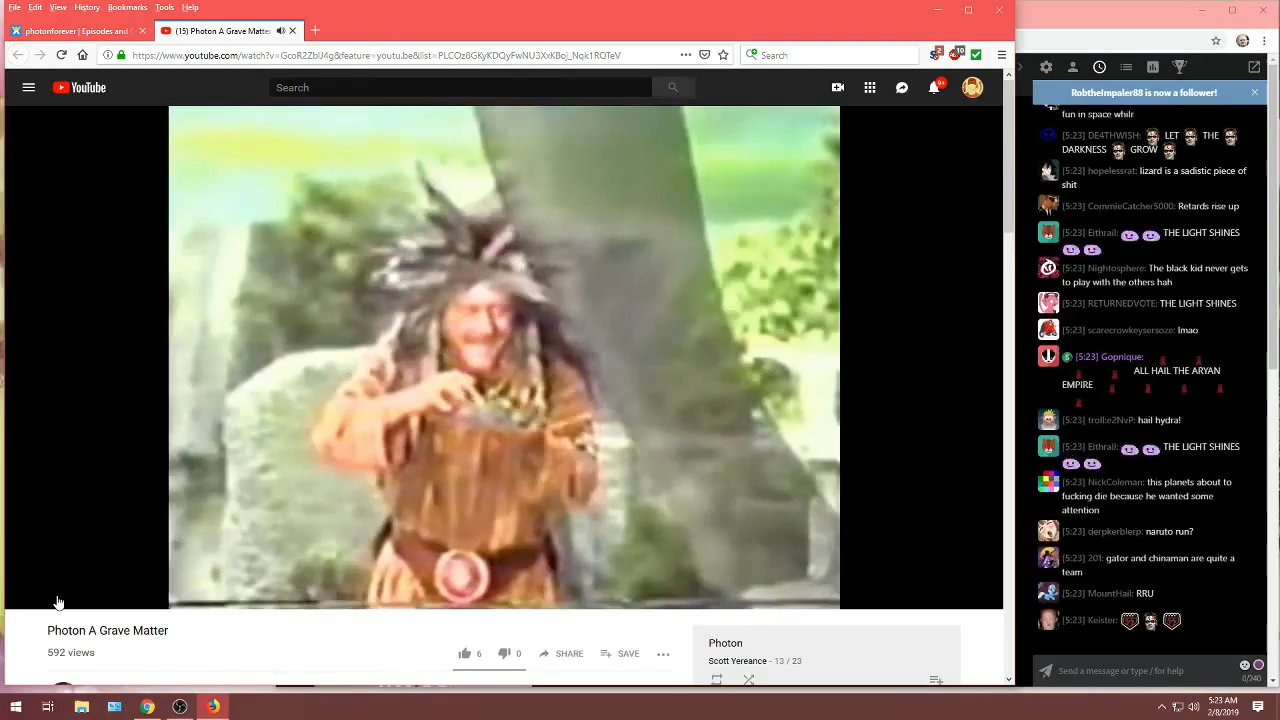 File Edit View History Bookmarks Tools Help
photonforever | Episodes and
(15) Photon A Grave Matter
https://www.youtube.com/watch?v=GcoR2ZbIJ4g&feature=youtu.be&list=PLCOz8GKyKDQyFwNU3XxKBoj_Nqk1RQTeV
Search
2
10
YouTube
Search
9+
RobtheImpaler88 is now a follower!
fun in space whilr
[5:23] DE4THWISH: LET THE
DARKNESS GROW
[5:23] hopelessrat: lizard is a sadistic piece of
shit
[5:23] CommieCatcher5000: Retards rise up
[5:23] Eithrail: THE LIGHT SHINES
[5:23] Nightosphere: The black kid never gets
to play with the others hah
[5:23] RETURNEDVOTE: THE LIGHT SHINES
[5:23] scarecrowkeysersoze: lmao
[5:23] Gopnique:
ALL HAIL THE ARYAN
EMPIRE
[5:23] troll:e2NvP: hail hydra!
[5:23] Eithrail: THE LIGHT SHINES
[5:23] NickColeman: this planets about to
fucking die because he wanted some
attention
[5:23] derpkerblerp: naruto run?
[5:23] 201: gator and chinaman are quite a
team
[5:23] MountHail: RRU
[5:23] Keister:
Photon A Grave Matter
592 views
6
0
SHARE
SAVE
Photon
Scott Yereance - 13 / 23
Send a message or type / for help
0/240
5:23 AM
2/8/2019